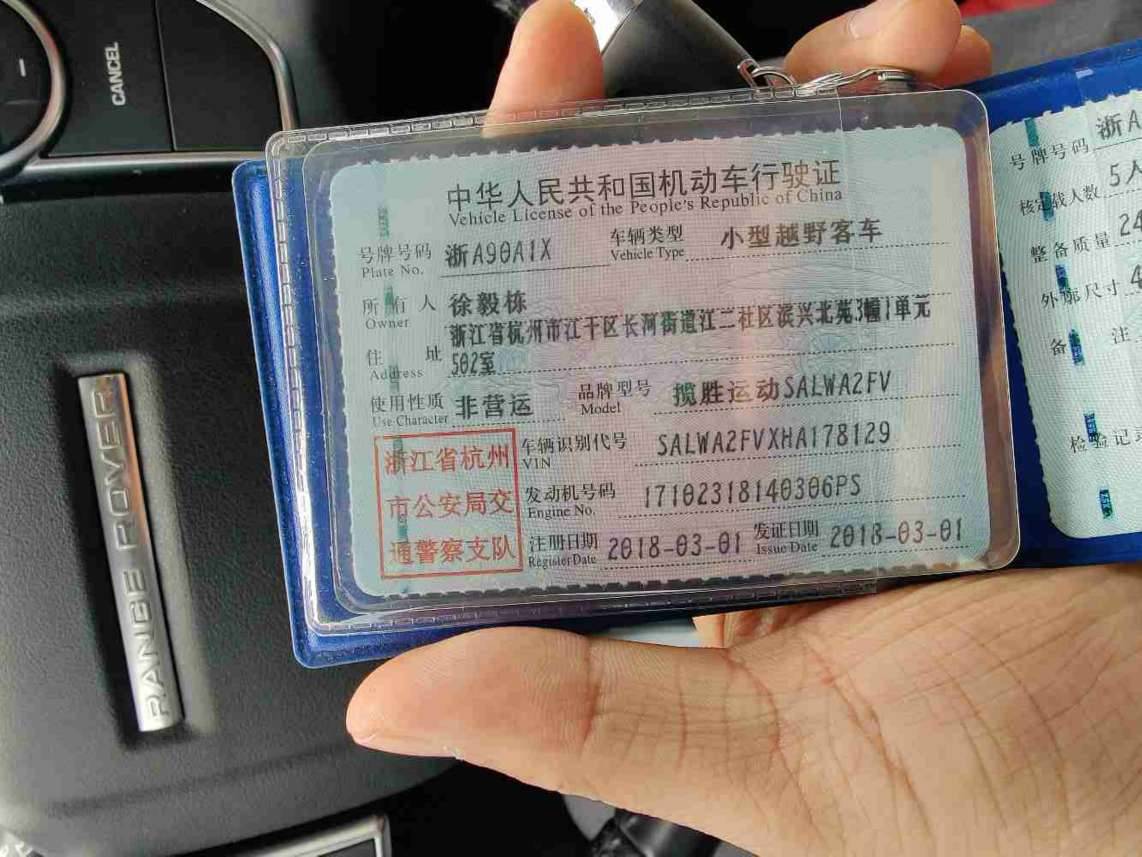 CANCEL
RANGE ROVER
中华人民共和国机动车行驶证
Vehicle License of the People's Republic of China
号牌号码 浙A90A1X 车辆类型 小型越野客车
Plate No. Vehicle Type
所有人 徐毅栋
Owner
住址 浙江省杭州市江干区长河街道江二社区滨兴北苑3幢1单元
502室
Address
使用性质 非营运 品牌型号 揽胜运动SALWA2FV
Use Character Model
浙江省杭州
市公安局交
通警察支队
车辆识别代号 SALWA2FVXHA178129
VIN
发动机号码 17102318140306PS
Engine No.
注册日期 2018-03-01 发证日期 2018-03-01
Register Date Issue Date
号牌号码 浙A
核定载人数 5人
整备质量 24
外廓尺寸 4
备注
检验记